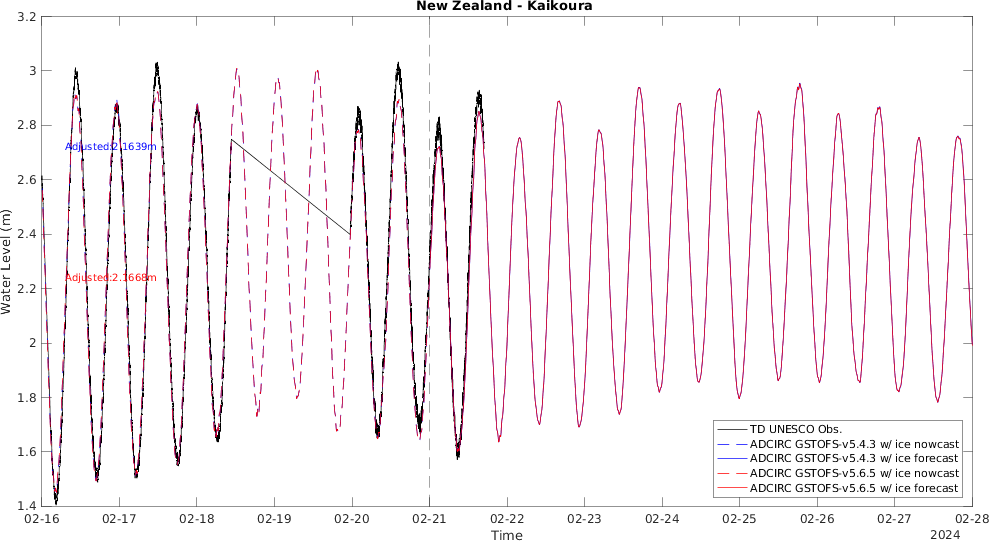 New Zealand - Kaikoura
Water Level (m)
3.2
3
2.8
2.6
2.4
2.2
2
1.8
1.6
1.4
Adjusted:2.1639m
Adjusted:2.1668m
TD UNESCO Obs.
ADCIRC GSTOFS-v5.4.3 w/ ice nowcast
ADCIRC GSTOFS-v5.4.3 w/ ice forecast
ADCIRC GSTOFS-v5.6.5 w/ ice nowcast
ADCIRC GSTOFS-v5.6.5 w/ ice forecast
02-16 02-17 02-18 02-19 02-20 02-21 02-22 02-23 02-24 02-25 02-26 02-27 02-28
Time
2024